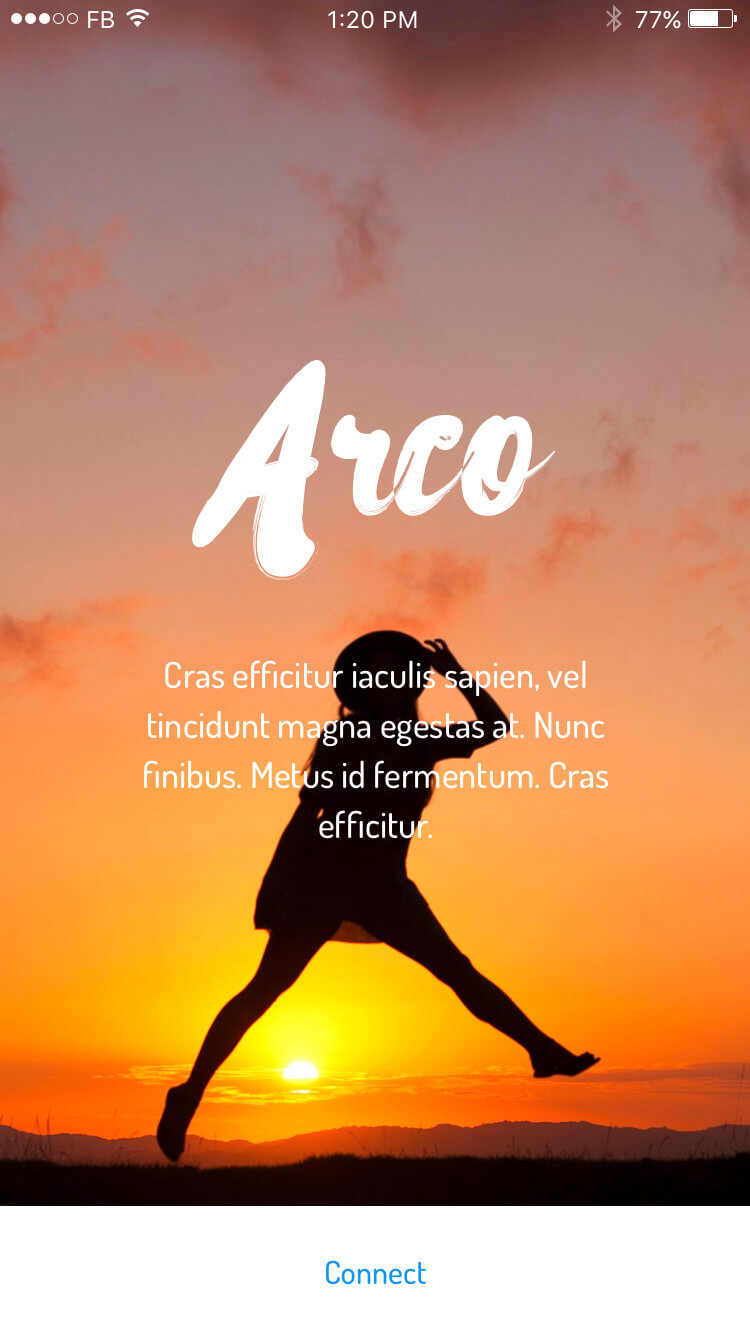 FB 1:20 PM 77%
Arco
Cras efficitur iaculis sapien, vel
tincidunt magna egestas at. Nunc
finibus. Metus id fermentum. Cras
efficitur.
Connect